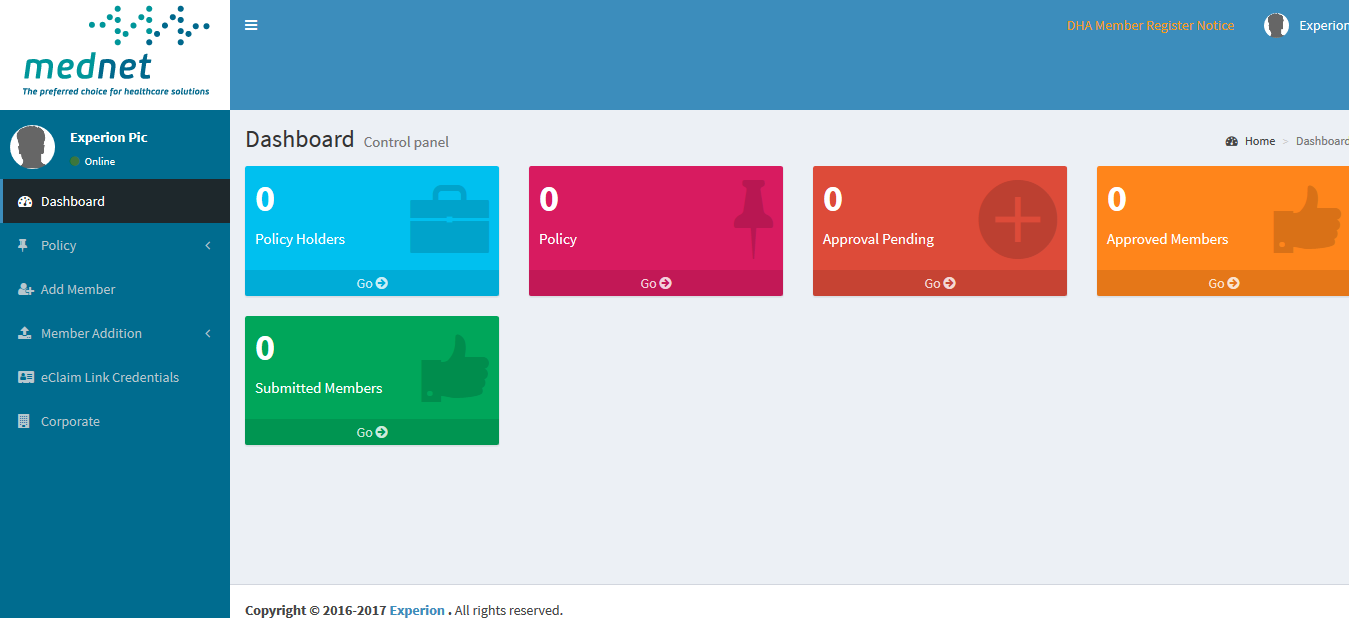 mednet
The preferred choice for healthcare solutions
DHA Member Register Notice
Experion
Experion Pic
Online
Dashboard
Policy
Add Member
Member Addition
eClaim Link Credentials
Corporate
Dashboard Control panel
Home > Dashboard
0
Policy Holders
Go
0
Policy
Go
0
Approval Pending
Go
0
Approved Members
Go
0
Submitted Members
Go
Copyright © 2016-2017 Experion . All rights reserved.